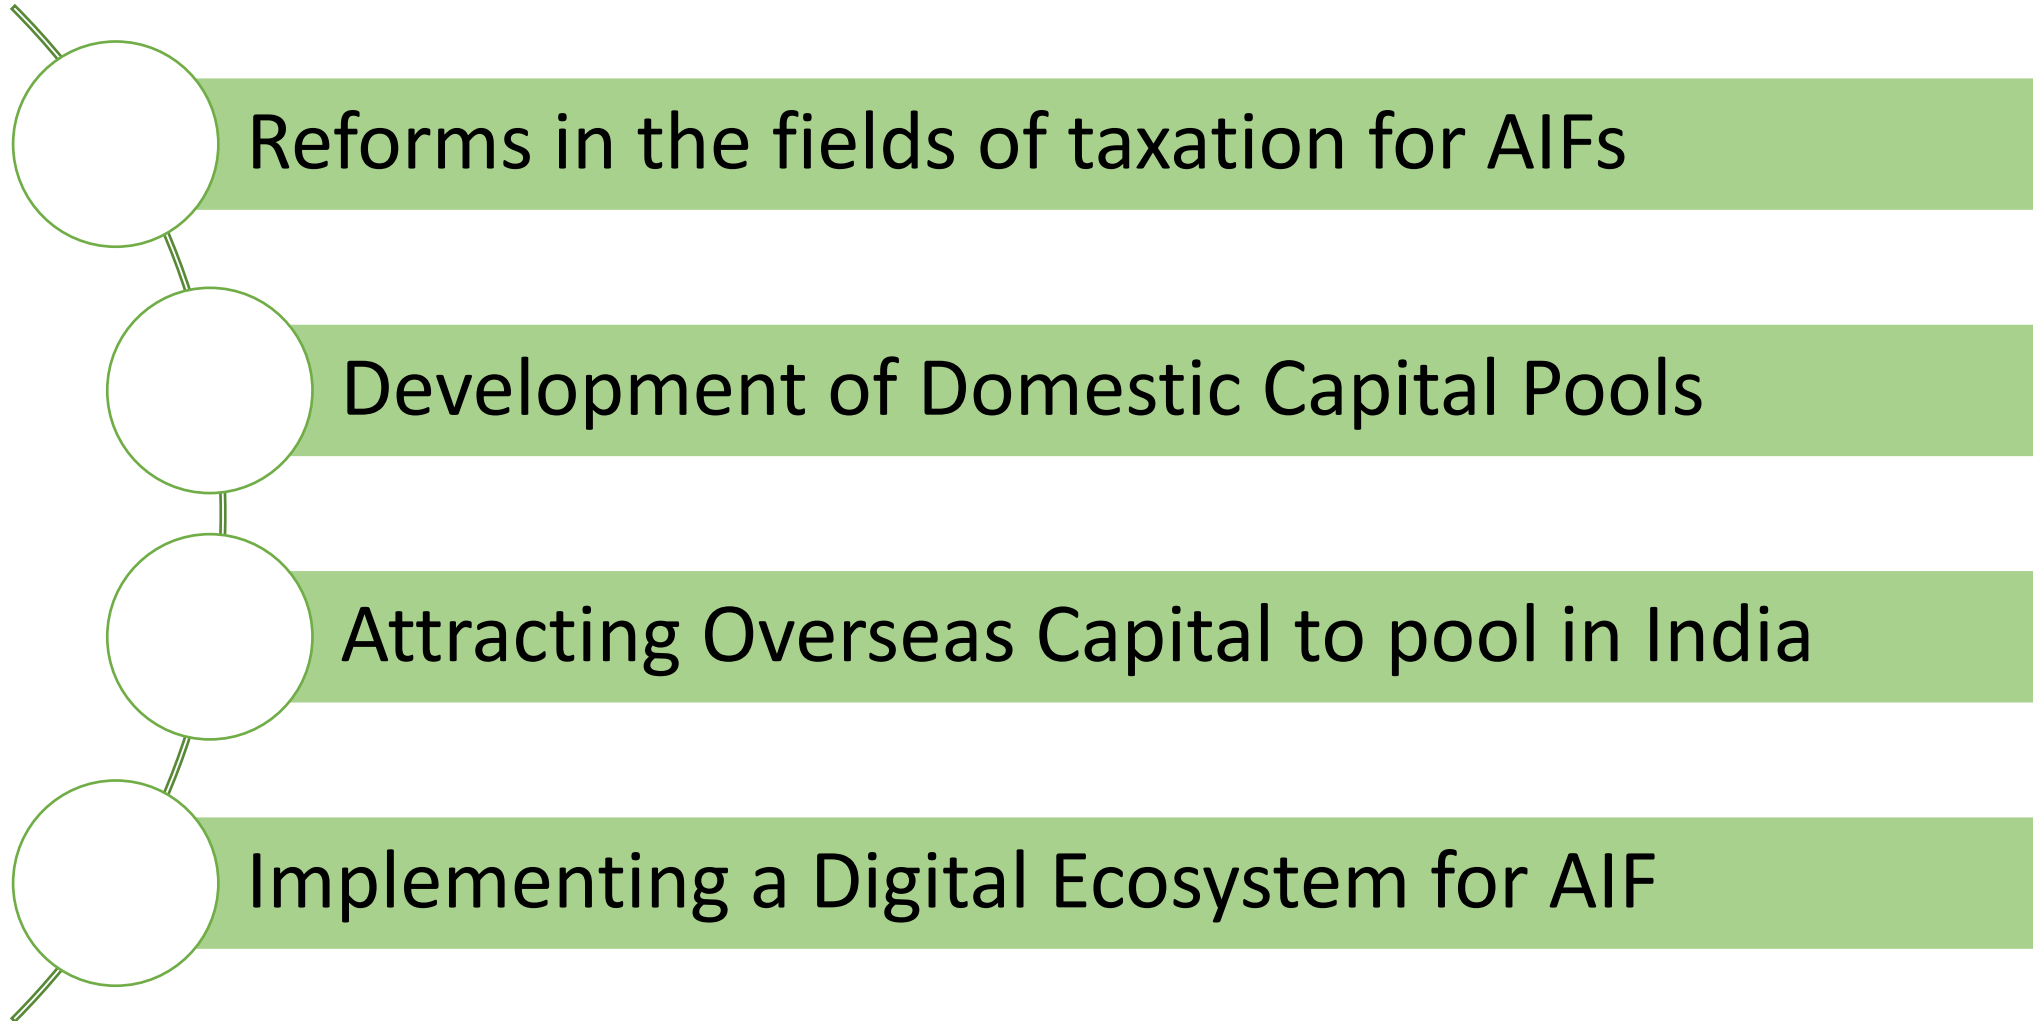 Reforms in the fields of taxation for AIFs
Development of Domestic Capital Pools
Attracting Overseas Capital to pool in India
Implementing a Digital Ecosystem for AIF